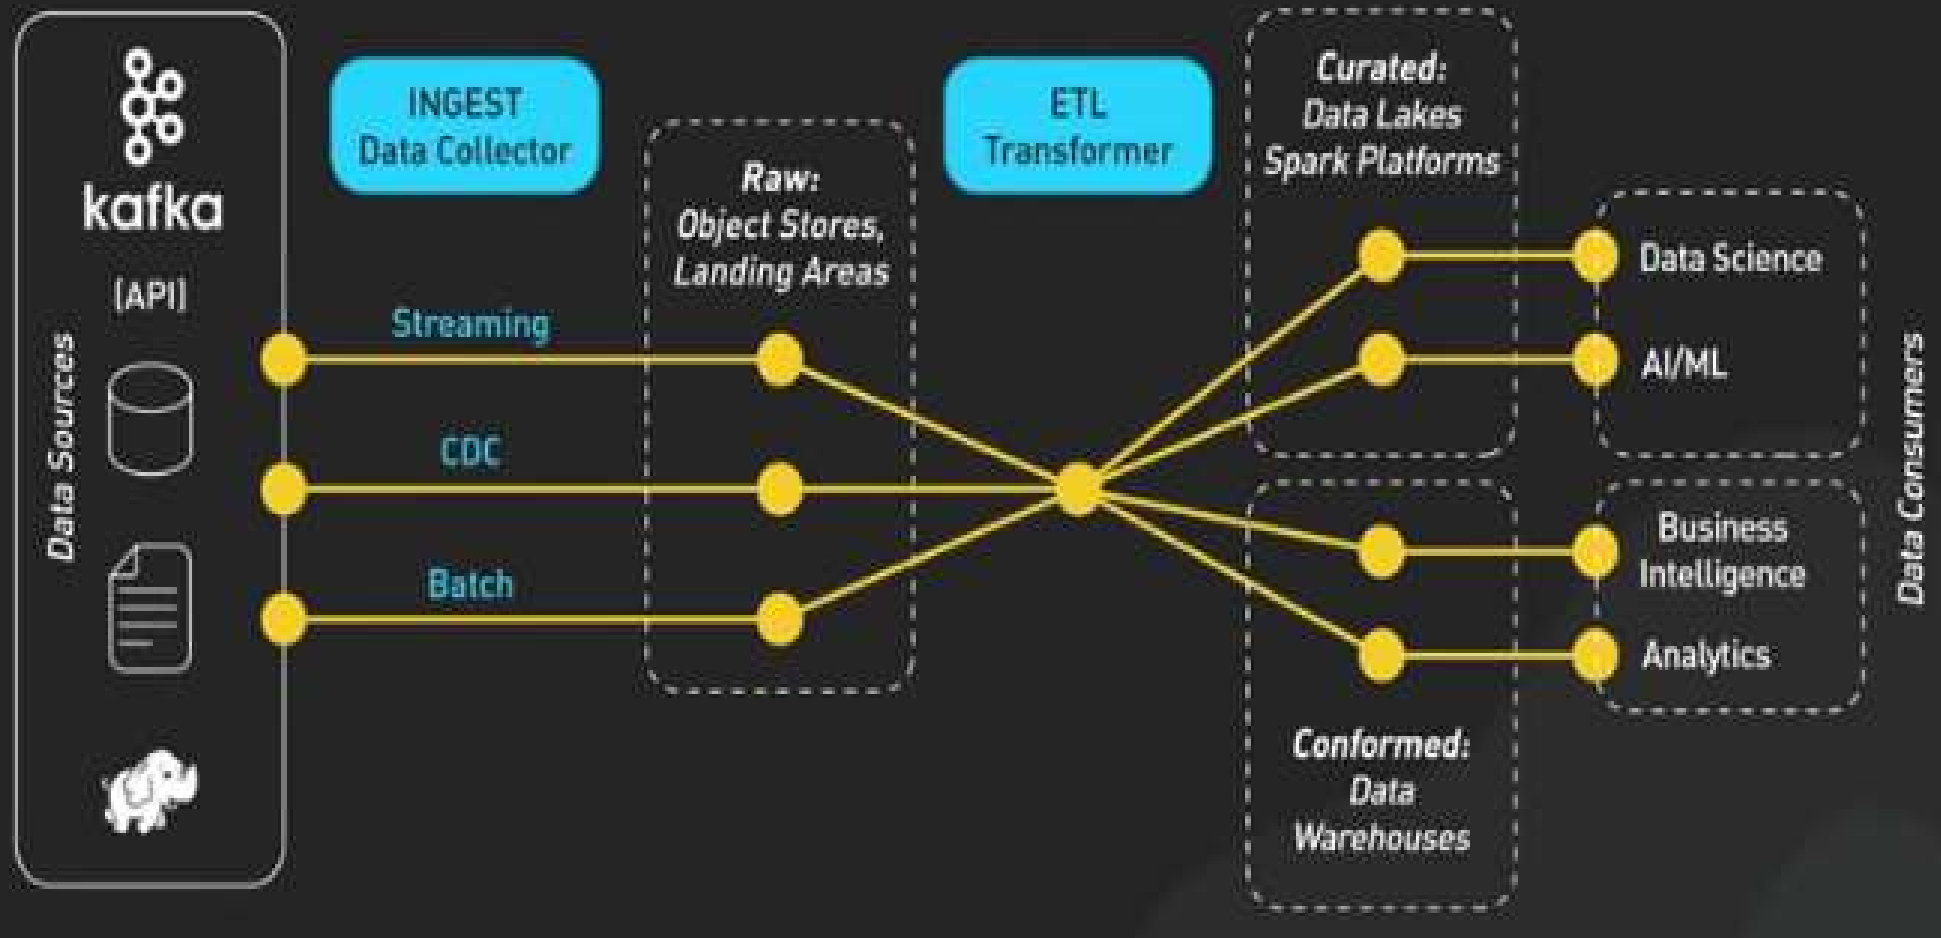 kafka
[API]
Data Sources
INGEST
Data Collector
Streaming
CDC
Batch
Raw:
Object Stores,
Landing Areas
ETL
Transformer
Curated:
Data Lakes
Spark Platforms
Conformed:
Data
Warehouses
Data Science
AI/ML
Business
Intelligence
Analytics
Data Consumers